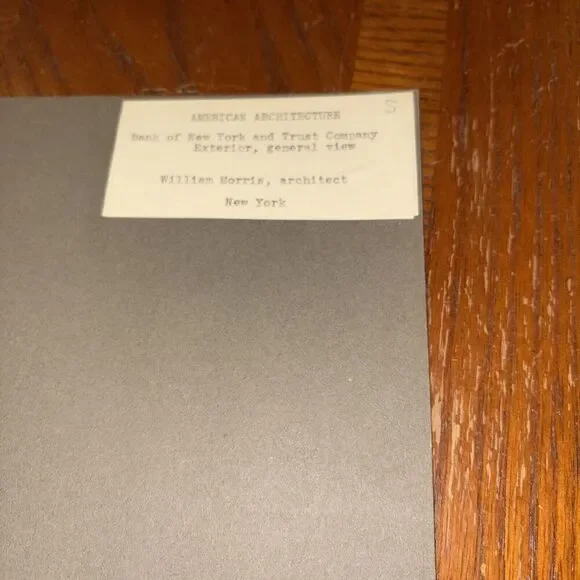 S
AMERICAN ARCHITECTURE
Bank of New York and Trust Company
Exterior, general view
William Morris, architect
New York